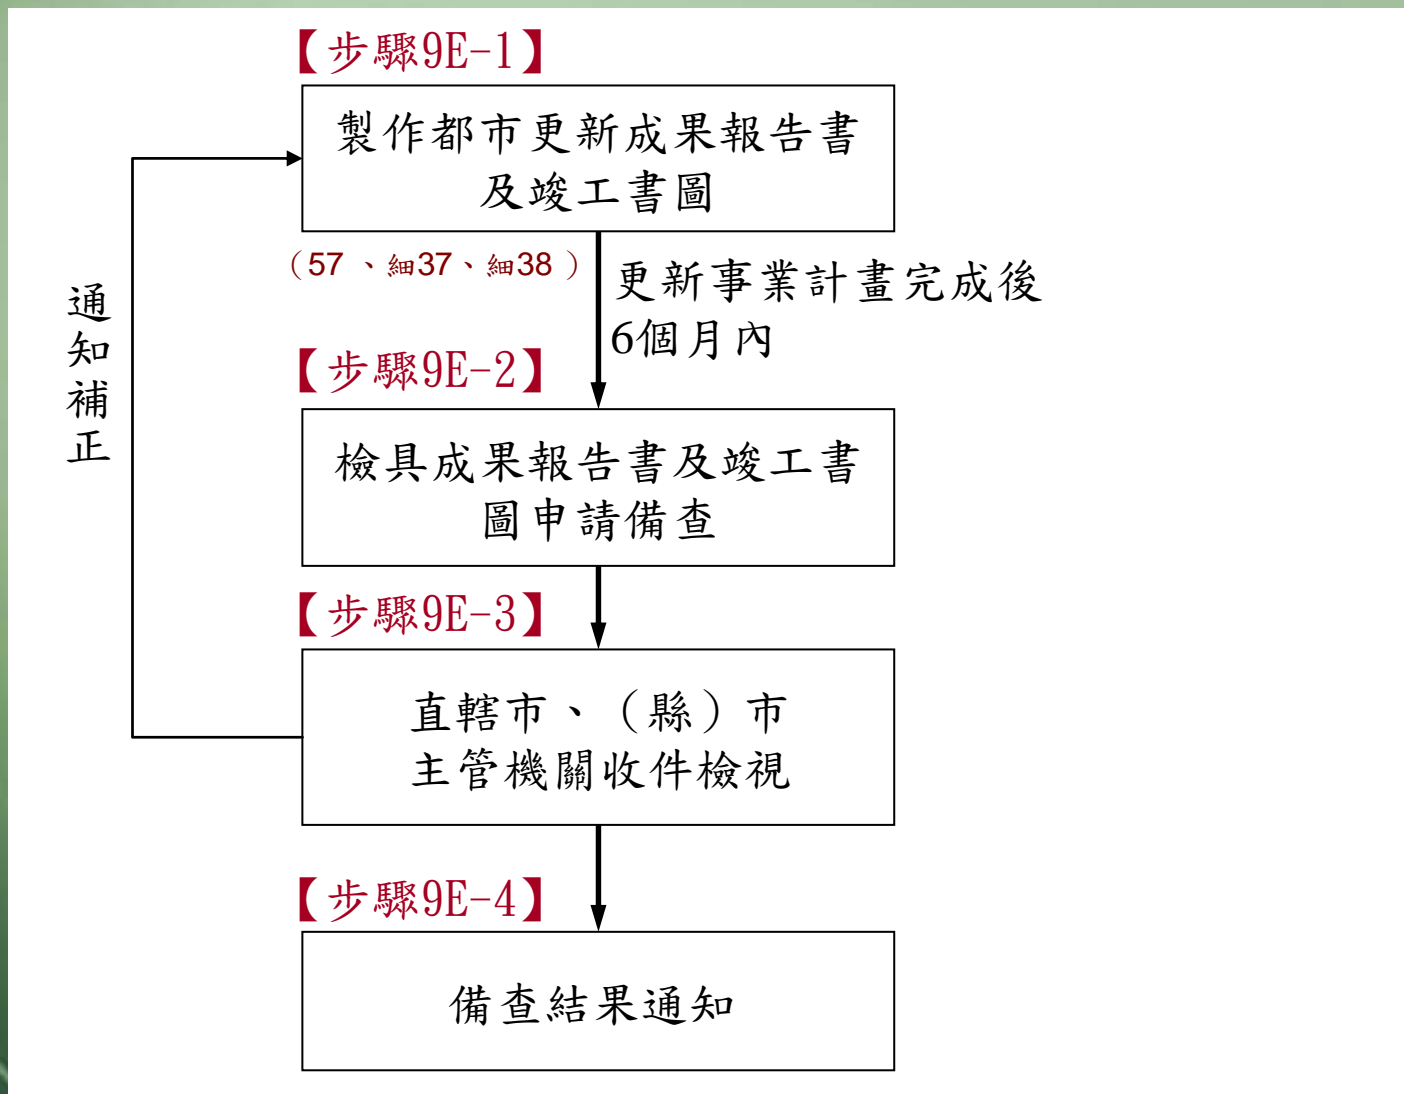 【步驟9E-1】
製作都市更新成果報告書
及竣工書圖
（57 、細37、細38 ）
更新事業計畫完成後
6個月內
通知補正
【步驟9E-2】
檢具成果報告書及竣工書
圖申請備查
【步驟9E-3】
直轄市、（縣）市
主管機關收件檢視
【步驟9E-4】
備查結果通知